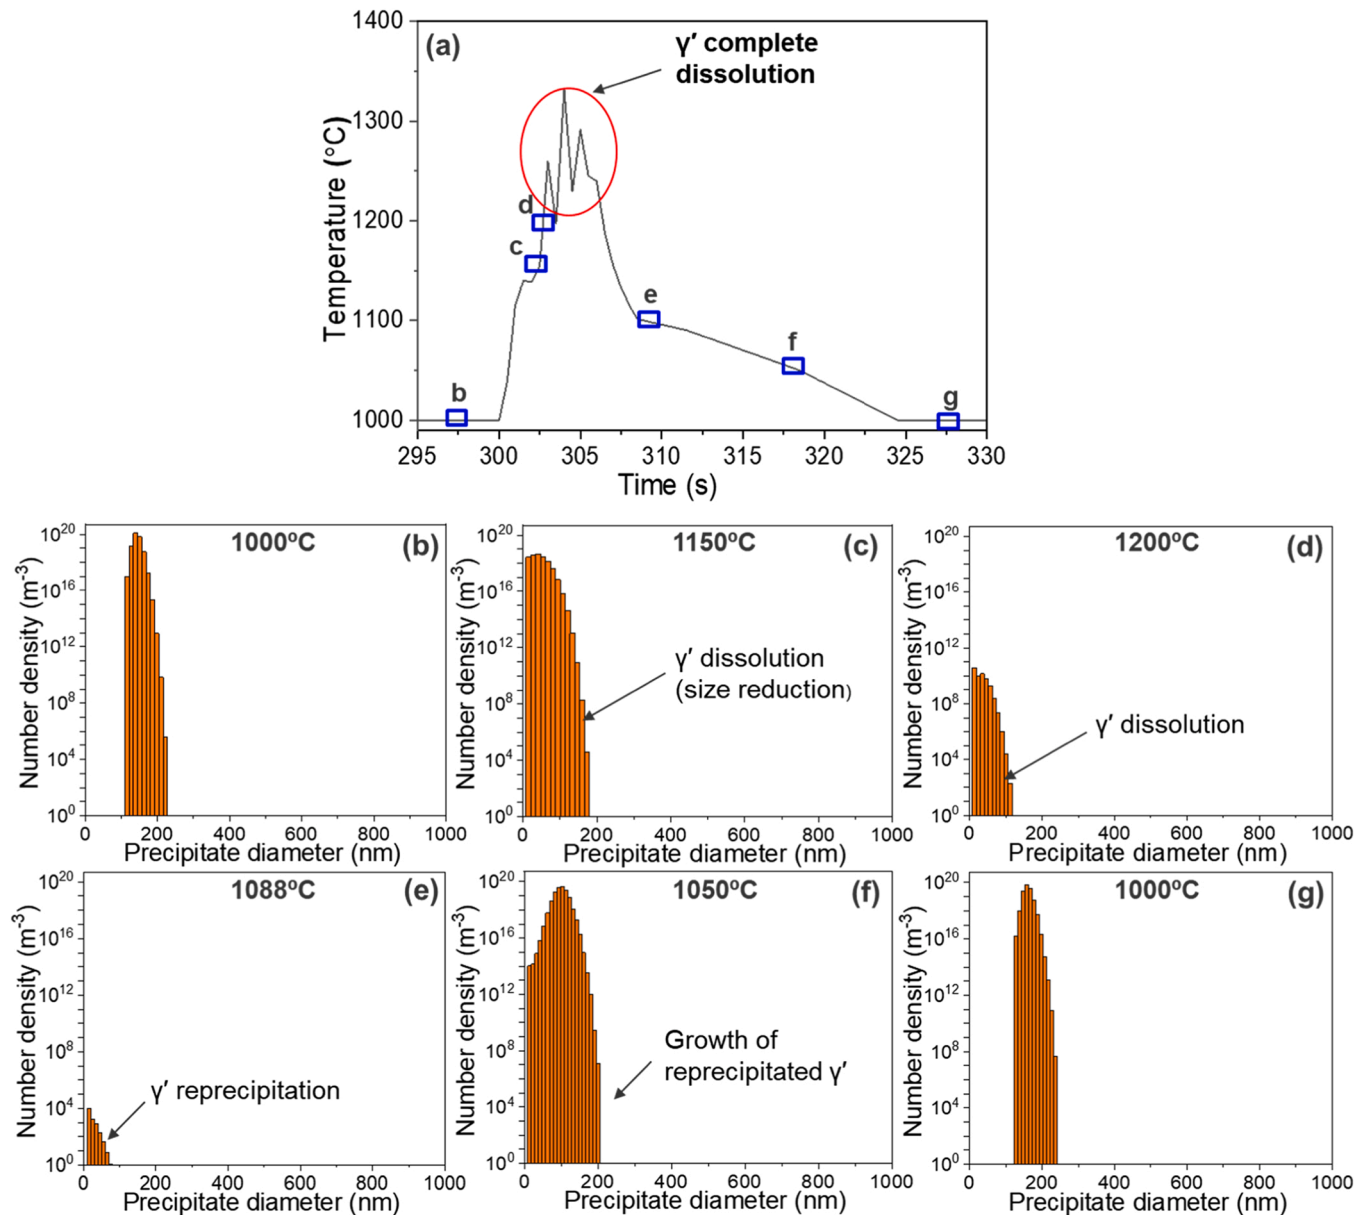 1400
(a)
γ′ complete
dissolution
1300
Temperature (°C)
d
1200
c
e
1100
f
b
g
1000
295 300 305 310 315 320 325 330
Time (s)
10^20 1000ºC (b)
10^16
10^12
10^8
10^4
10^0
Number density (m^-3)
0 200 400 600 800 1000
Precipitate diameter (nm)
10^20 1150ºC (c)
10^16
10^12
γ′ dissolution
(size reduction)
10^8
10^4
10^0
Number density (m^-3)
0 200 400 600 800 1000
Precipitate diameter (nm)
10^20 1200ºC (d)
10^16
10^12
10^8
γ′ dissolution
10^4
10^0
Number density (m^-3)
0 200 400 600 800 1000
Precipitate diameter (nm)
10^20 1088ºC (e)
10^16
10^12
10^8
γ′ reprecipitation
10^4
10^0
Number density (m^-3)
0 200 400 600 800 1000
Precipitate diameter (nm)
10^20 1050ºC (f)
10^16
10^12
Growth of
reprecipitated γ′
10^8
10^4
10^0
Number density (m^-3)
0 200 400 600 800 1000
Precipitate diameter (nm)
10^20 1000ºC (g)
10^16
10^12
10^8
10^4
10^0
Number density (m^-3)
0 200 400 600 800 1000
Precipitate diameter (nm)